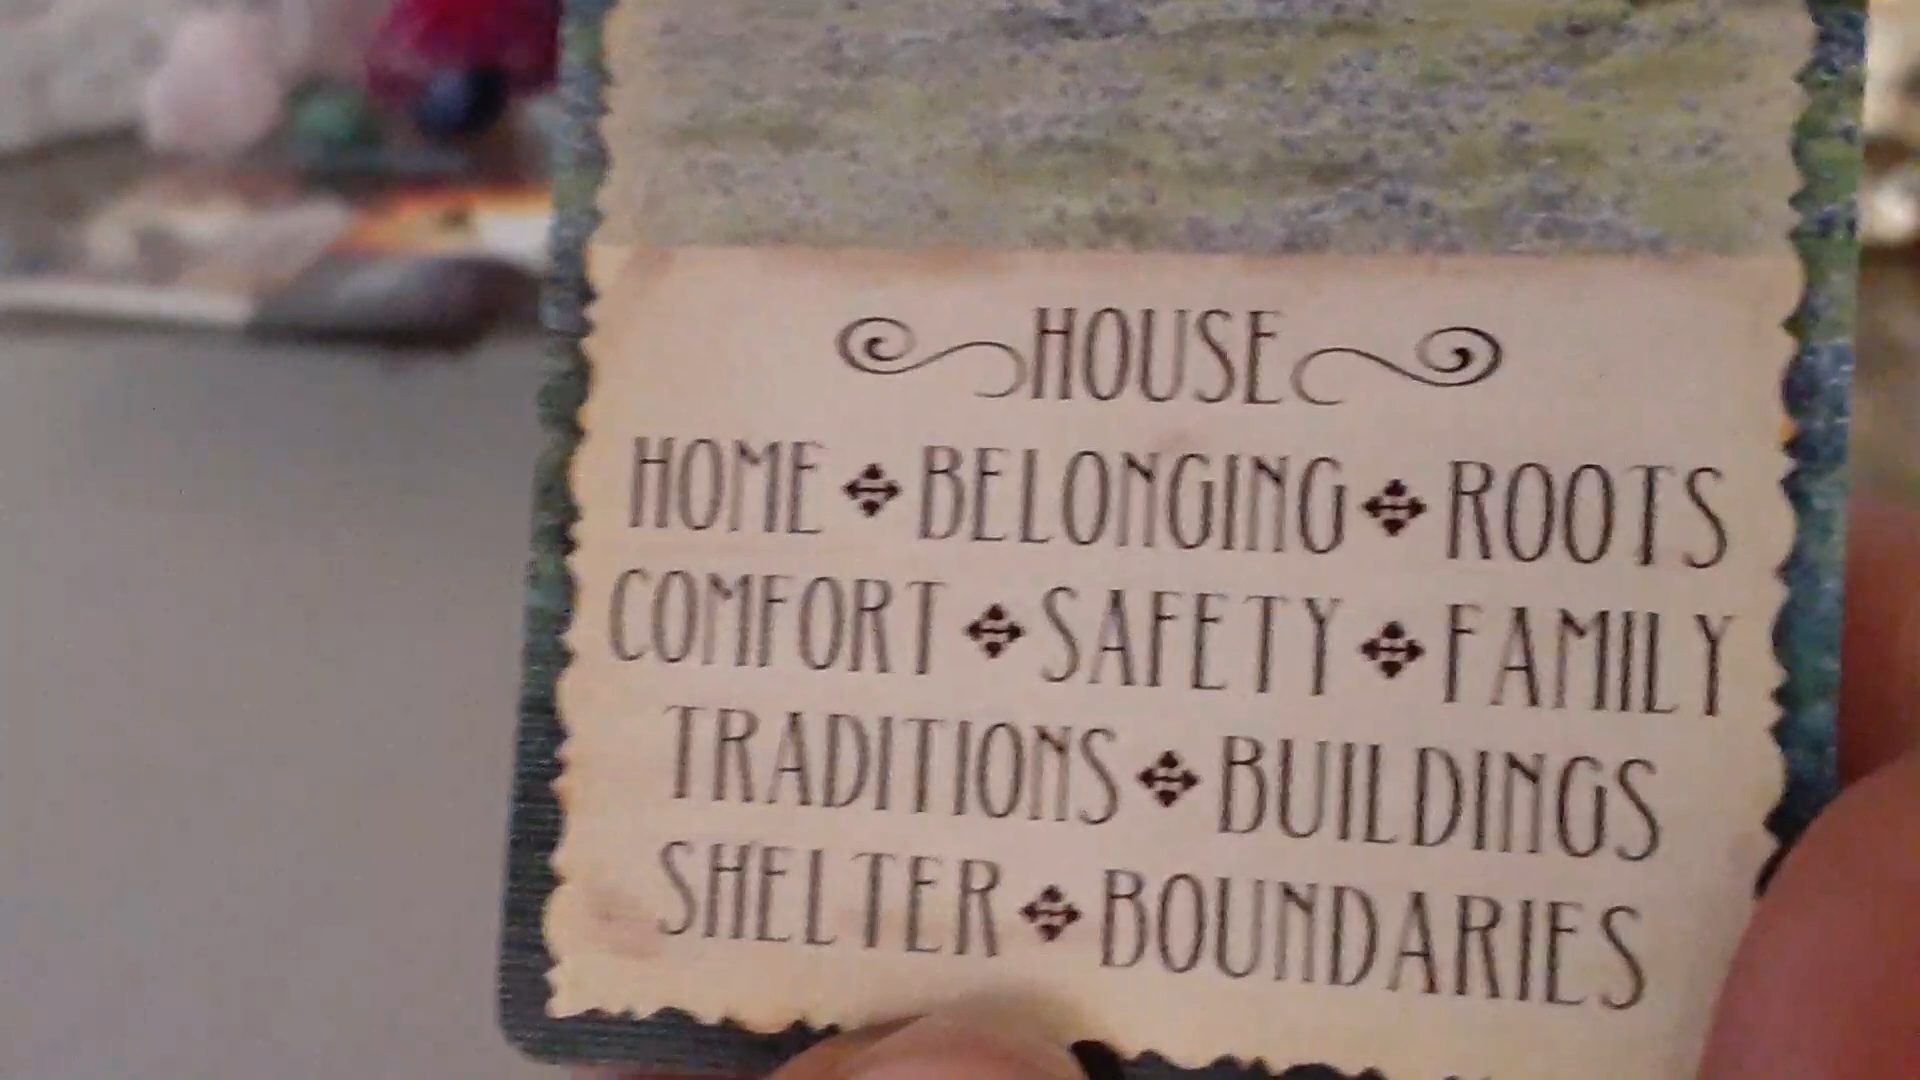 HOUSE
HOME ✥ BELONGING ✥ ROOTS
COMFORT ✥ SAFETY ✥ FAMILY
TRADITIONS ✥ BUILDINGS
SHELTER ✥ BOUNDARIES